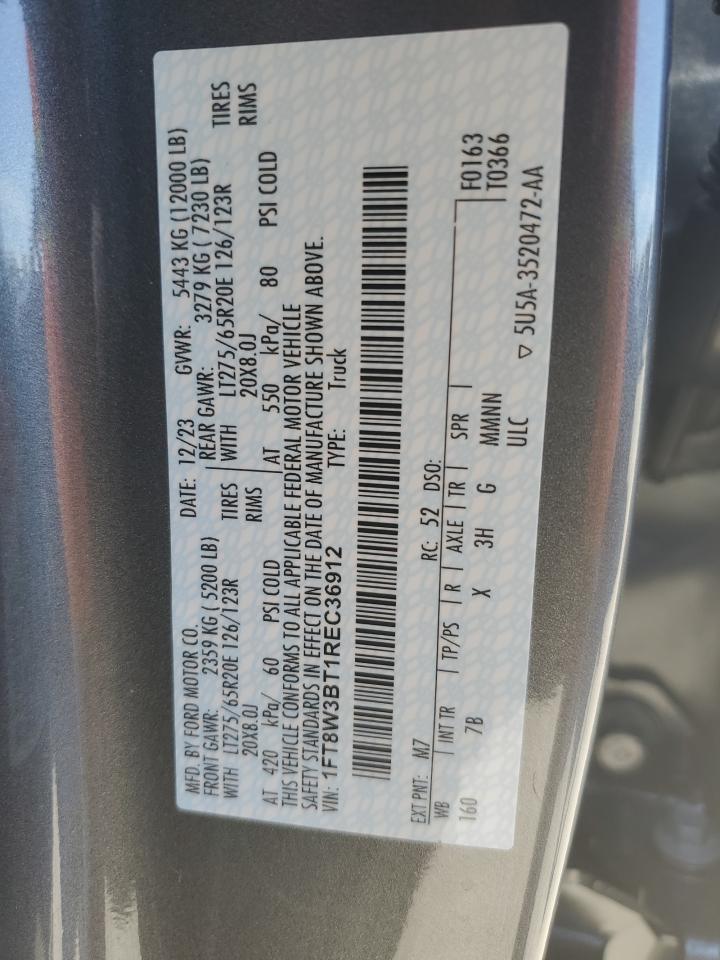 MFD. BY FORD MOTOR CO.
DATE: 12/23 GVWR: 5443 KG (12000 LB)
FRONT GAWR: 2359 KG ( 5200 LB) REAR GAWR: 3279 KG ( 7230 LB)
WITH LT275/65R20E 126/123R TIRES WITH LT275/65R20E 126/123R TIRES
20X8.0J RIMS 20X8.0J RIMS
AT 420 kPa/ 60 PSI COLD AT 550 kPa/ 80 PSI COLD
THIS VEHICLE CONFORMS TO ALL APPLICABLE FEDERAL MOTOR VEHICLE
SAFETY STANDARDS IN EFFECT ON THE DATE OF MANUFACTURE SHOWN ABOVE.
VIN: 1FT8W3BT1REC36912 TYPE: Truck
EXT PNT: M7 RC: 52 DSO:
WB INT TR TP/PS R AXLE TR SPR F0163
160 7B X 3H G MMNNN T0366
ULC ▽ 5U5A-3520472-AA